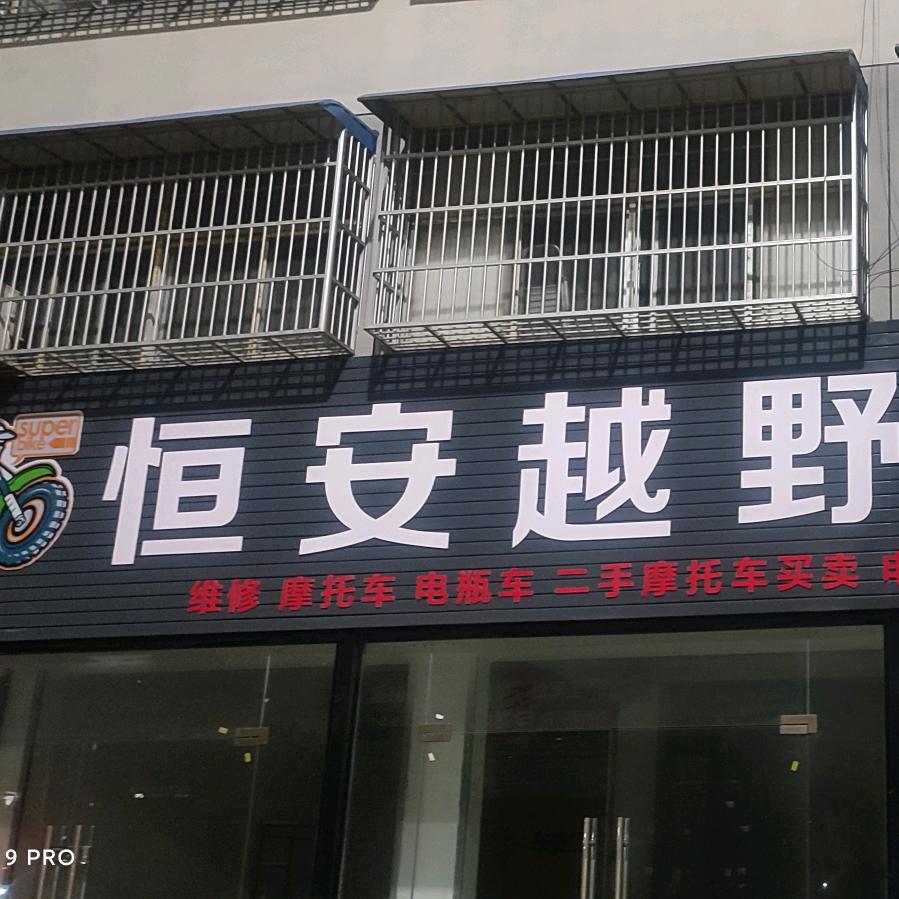 super
bike
恒安越野
维修 摩托车 电瓶车 二手摩托车买卖
9 PRO